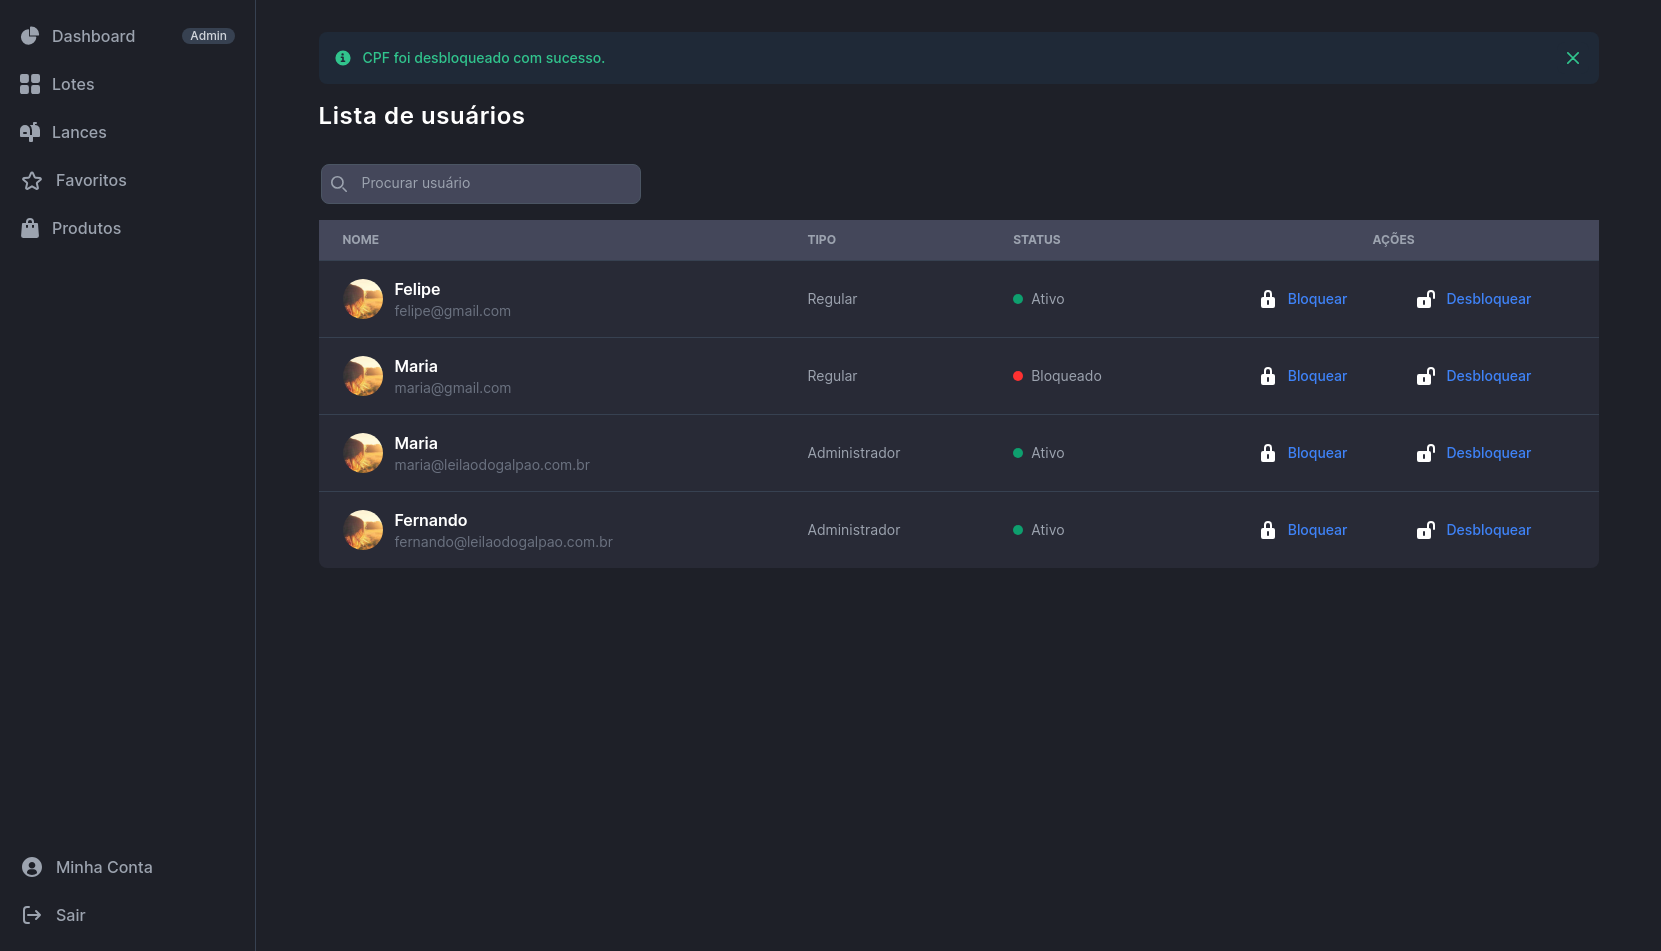 Dashboard Admin
Lotes
Lances
Favoritos
Produtos
Minha Conta
Sair
CPF foi desbloqueado com sucesso.
Lista de usuários
Procurar usuário
NOME TIPO STATUS AÇÕES
Felipe
felipe@gmail.com
Regular Ativo Bloquear Desbloquear
Maria
maria@gmail.com
Regular Bloqueado Bloquear Desbloquear
Maria
maria@leilaodogalpao.com.br
Administrador Ativo Bloquear Desbloquear
Fernando
fernando@leilaodogalpao.com.br
Administrador Ativo Bloquear Desbloquear